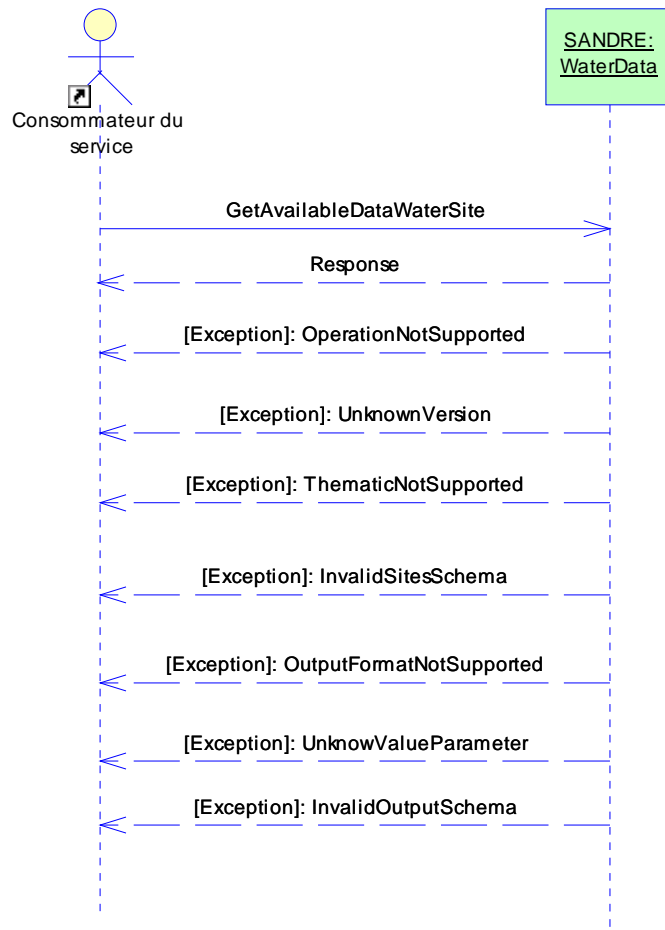 SANDRE:
WaterData
Consommateur du
service
GetAvailableDataWaterSite
Response
[Exception]: OperationNotSupported
[Exception]: UnknownVersion
[Exception]: ThematicNotSupported
[Exception]: InvalidSitesSchema
[Exception]: OutputFormatNotSupported
[Exception]: UnknowValueParameter
[Exception]: InvalidOutputSchema